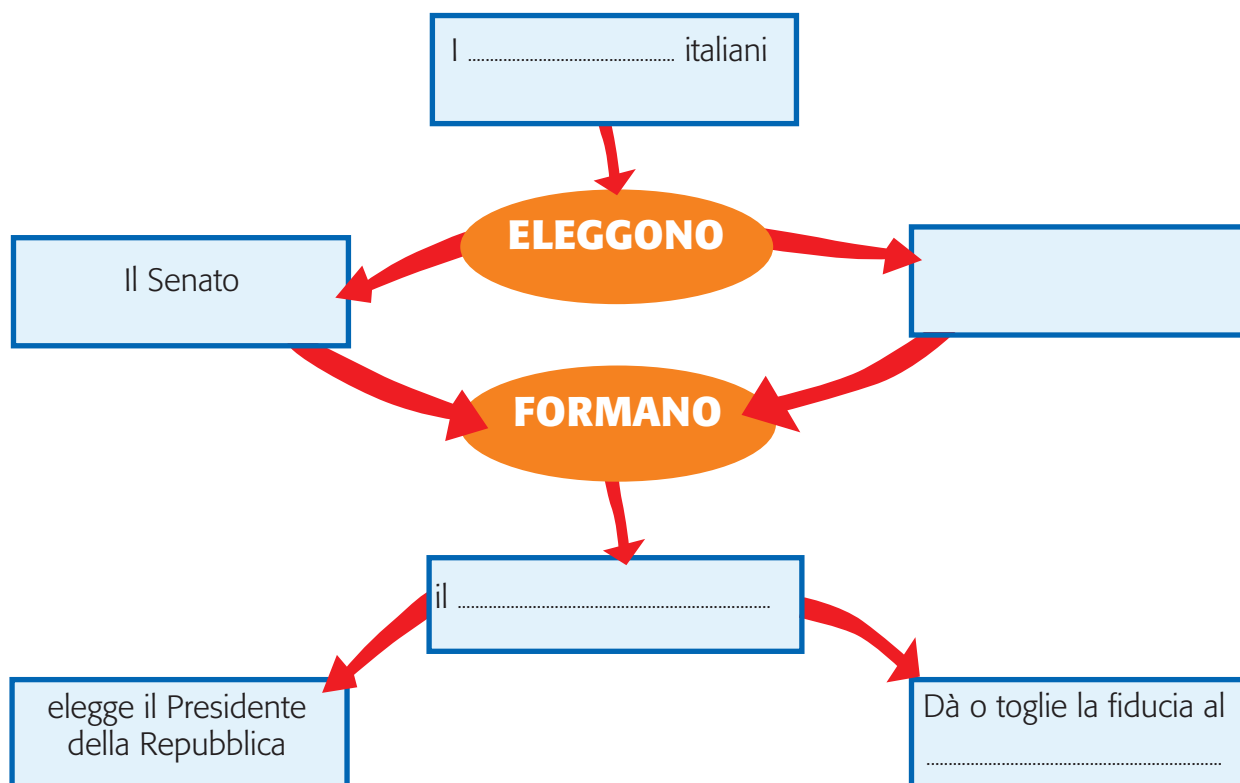 I ........................................ italiani
ELEGGONO
Il Senato
FORMANO
il ............................................................
elegge il Presidente
della Repubblica
Dà o toglie la fiducia al
.........................................................